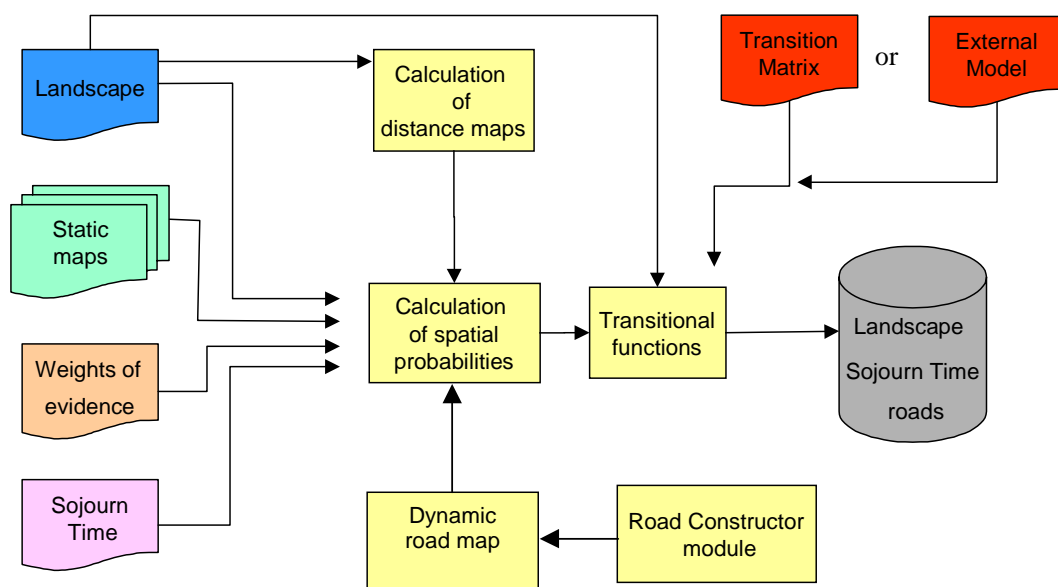 Landscape
Calculation
of
distance maps
Transition
Matrix
or
External
Model
Static
maps
Calculation
of spatial
probabilities
Transitional
functions
Landscape
Sojourn Time
roads
Weights of
evidence
Sojourn
Time
Dynamic
road map
Road Constructor
module